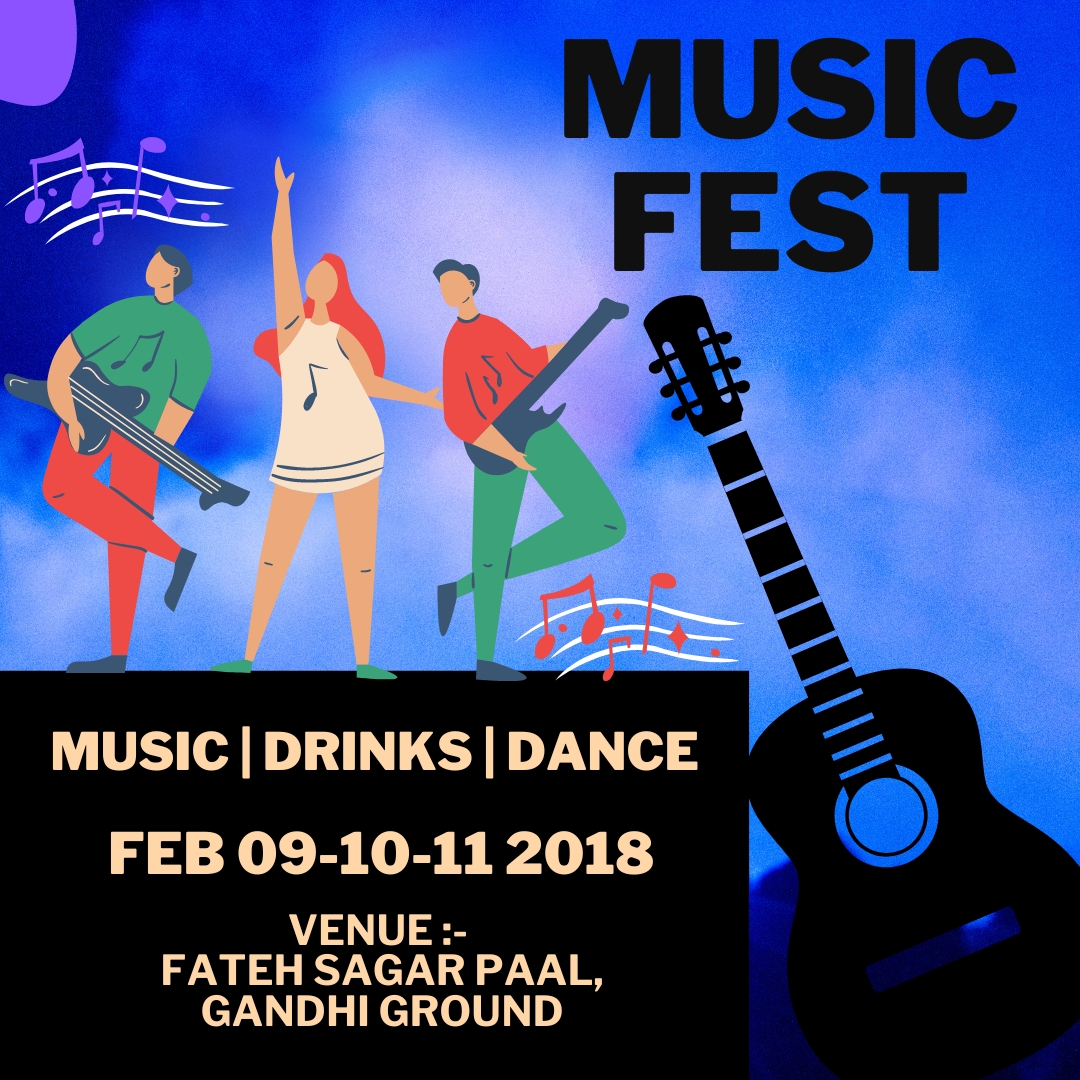 MUSIC
FEST
MUSIC | DRINKS | DANCE
FEB 09-10-11 2018
VENUE :-
FATEH SAGAR PAAL,
GANDHI GROUND